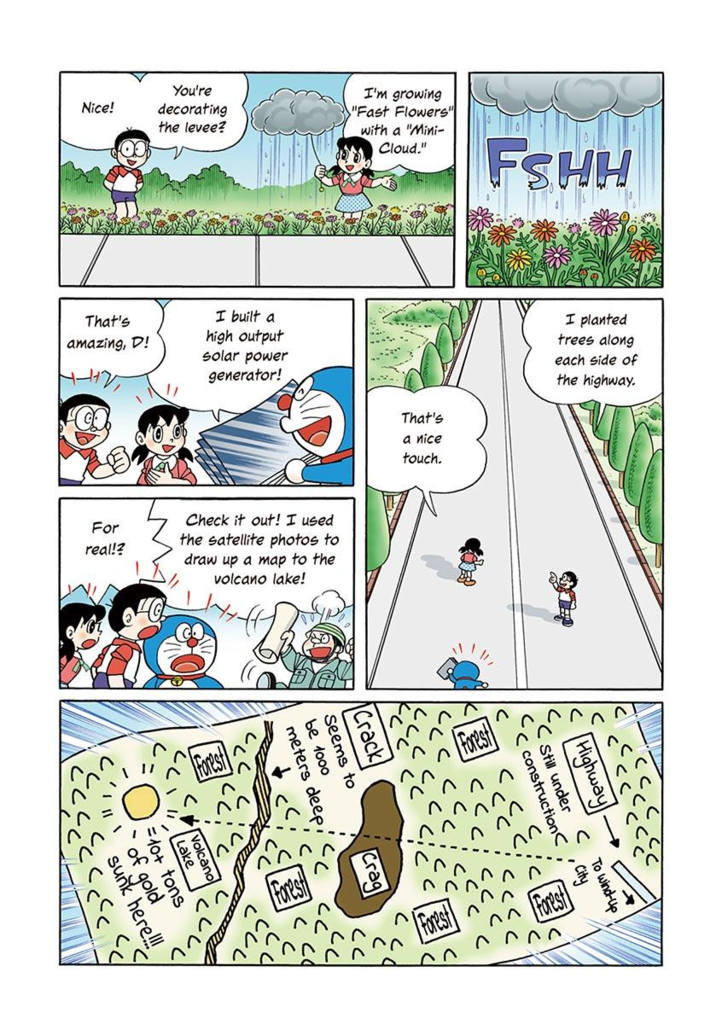 Nice!
You're
decorating
the levee?
I'm growing
"Fast Flowers"
with a "Mini-
Cloud."
FSHH
That's
amazing, D!
I built a
high output
solar power
generator!
I planted
trees along
each side of
the highway.
That's
a nice
touch.
For
real!?
Check it out! I used
the satellite photos to
draw up a map to the
volcano lake!
Forest
Crack
Seems to
be 1000
meters deep
Forest
Highway
Still under
construction
Volcano
Lake
=10+ tons
of gold
sunk here!!!
Crag
Forest
Forest
Forest
To Wind-Up
City